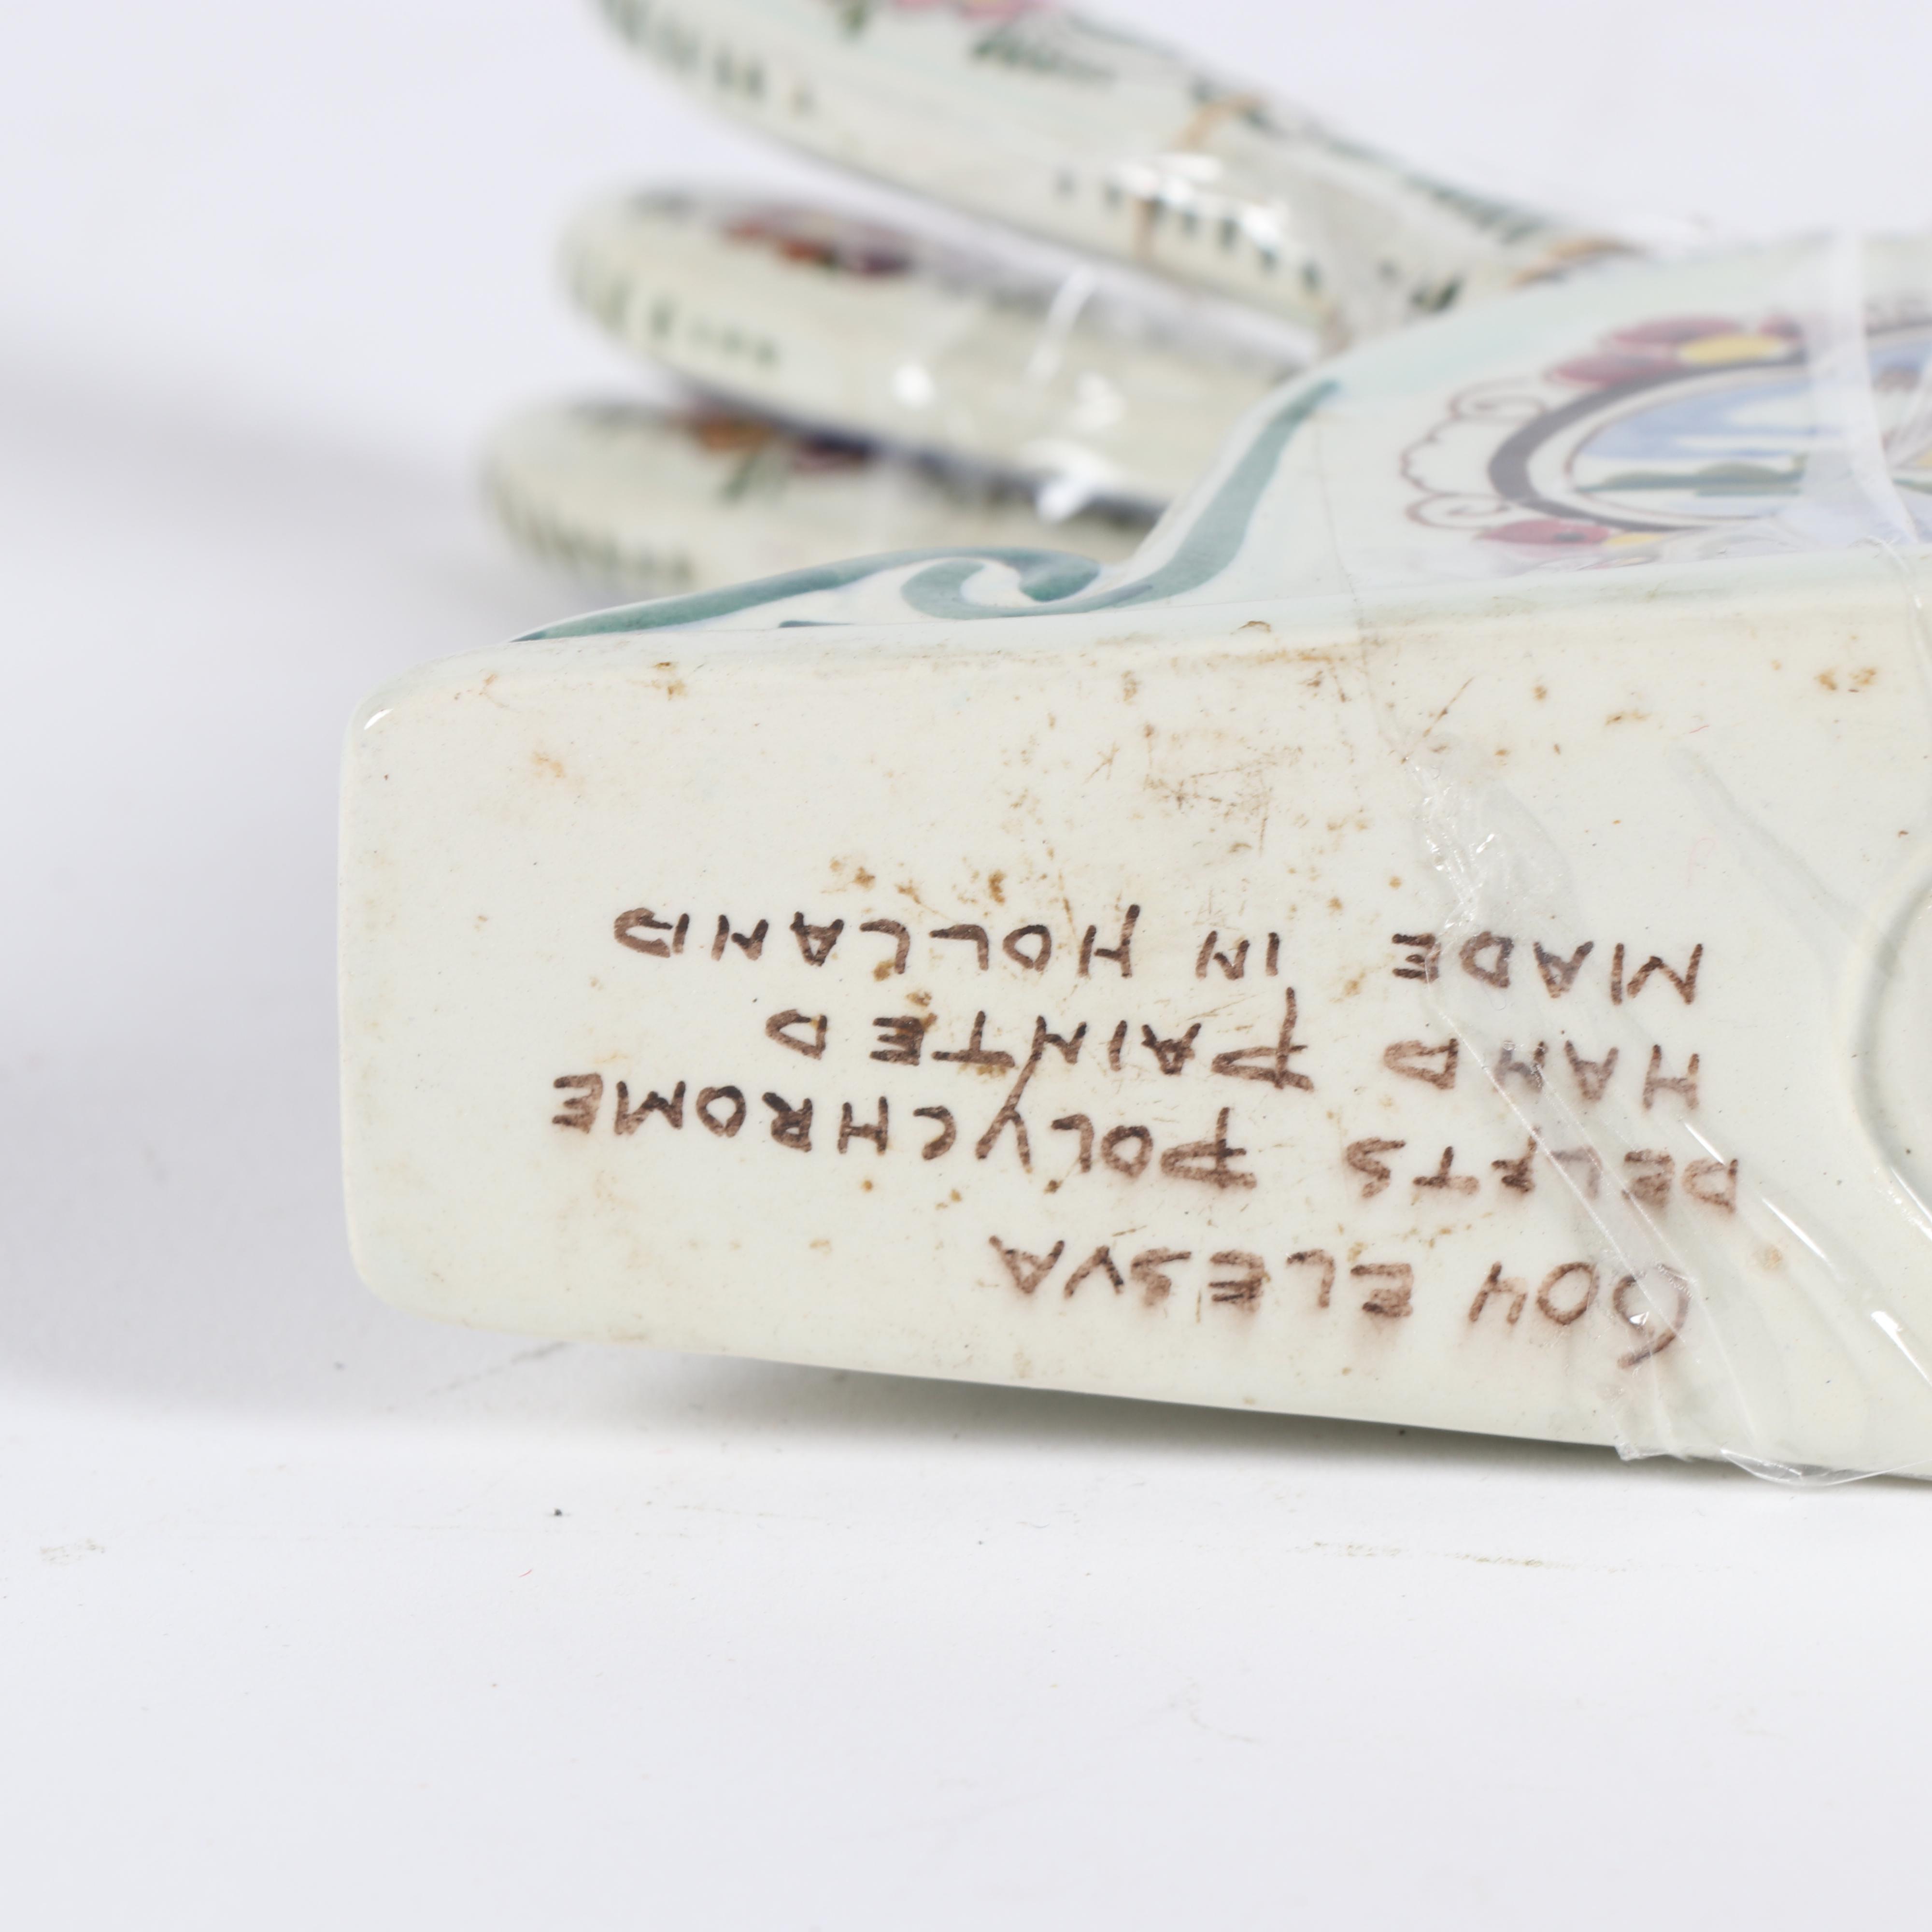 604 ELESVA
DELFTS POLYCHROME
HAND PAINTED
MADE IN HOLLAND